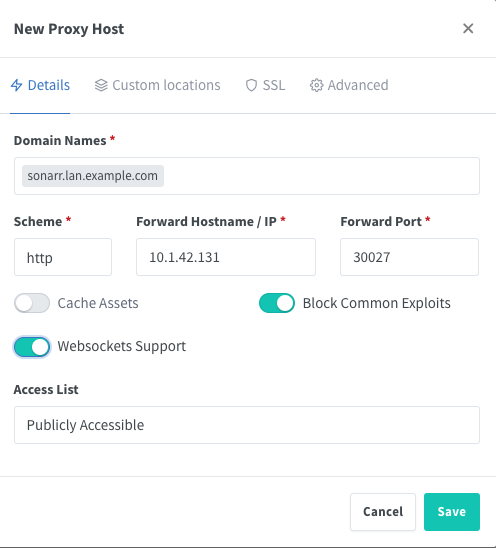 New Proxy Host
Details Custom locations SSL Advanced
Domain Names *
sonarr.lan.example.com
Scheme * Forward Hostname / IP * Forward Port *
http 10.1.42.131 30027
Cache Assets Block Common Exploits
Websockets Support
Access List
Publicly Accessible
Cancel Save